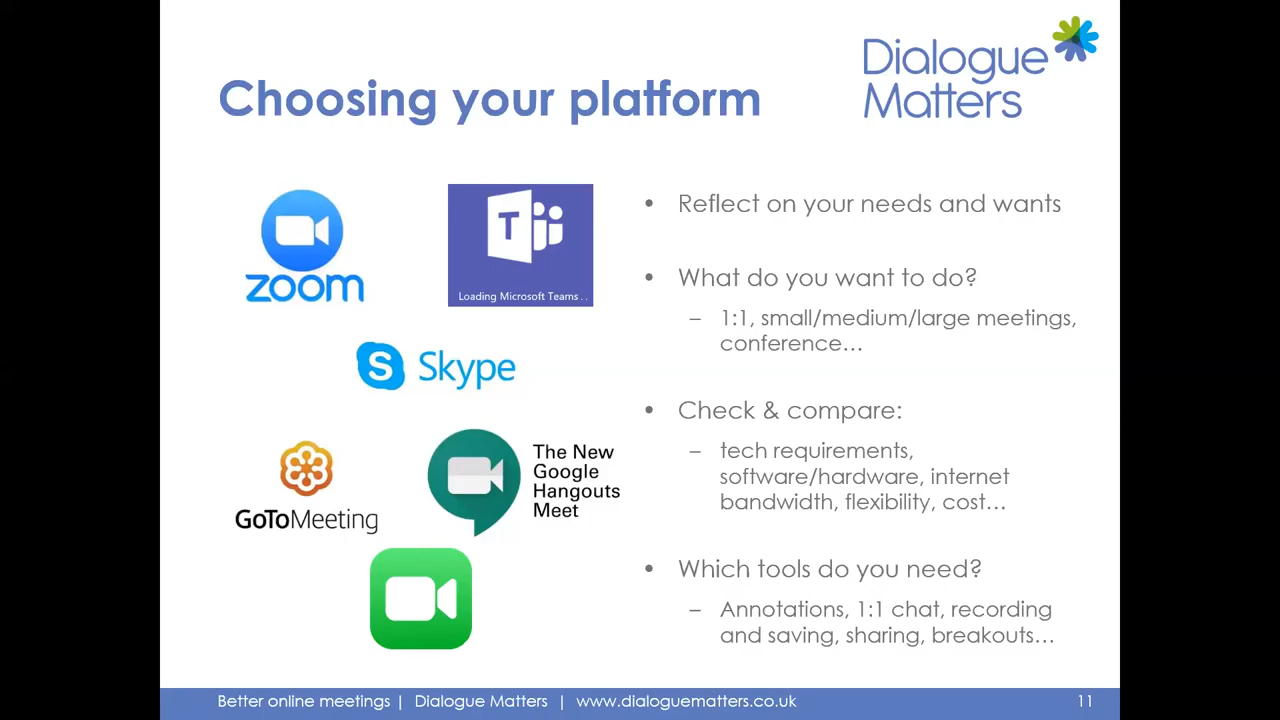 Dialogue
Matters
Choosing your platform
zoom
T
Loading Microsoft Teams . .
S Skype
GoToMeeting
The New
Google
Hangouts
Meet
• Reflect on your needs and wants
• What do you want to do?
– 1:1, small/medium/large meetings,
conference…
• Check & compare:
– tech requirements,
software/hardware, internet
bandwidth, flexibility, cost…
• Which tools do you need?
– Annotations, 1:1 chat, recording
and saving, sharing, breakouts…
Better online meetings | Dialogue Matters | www.dialoguematters.co.uk 11